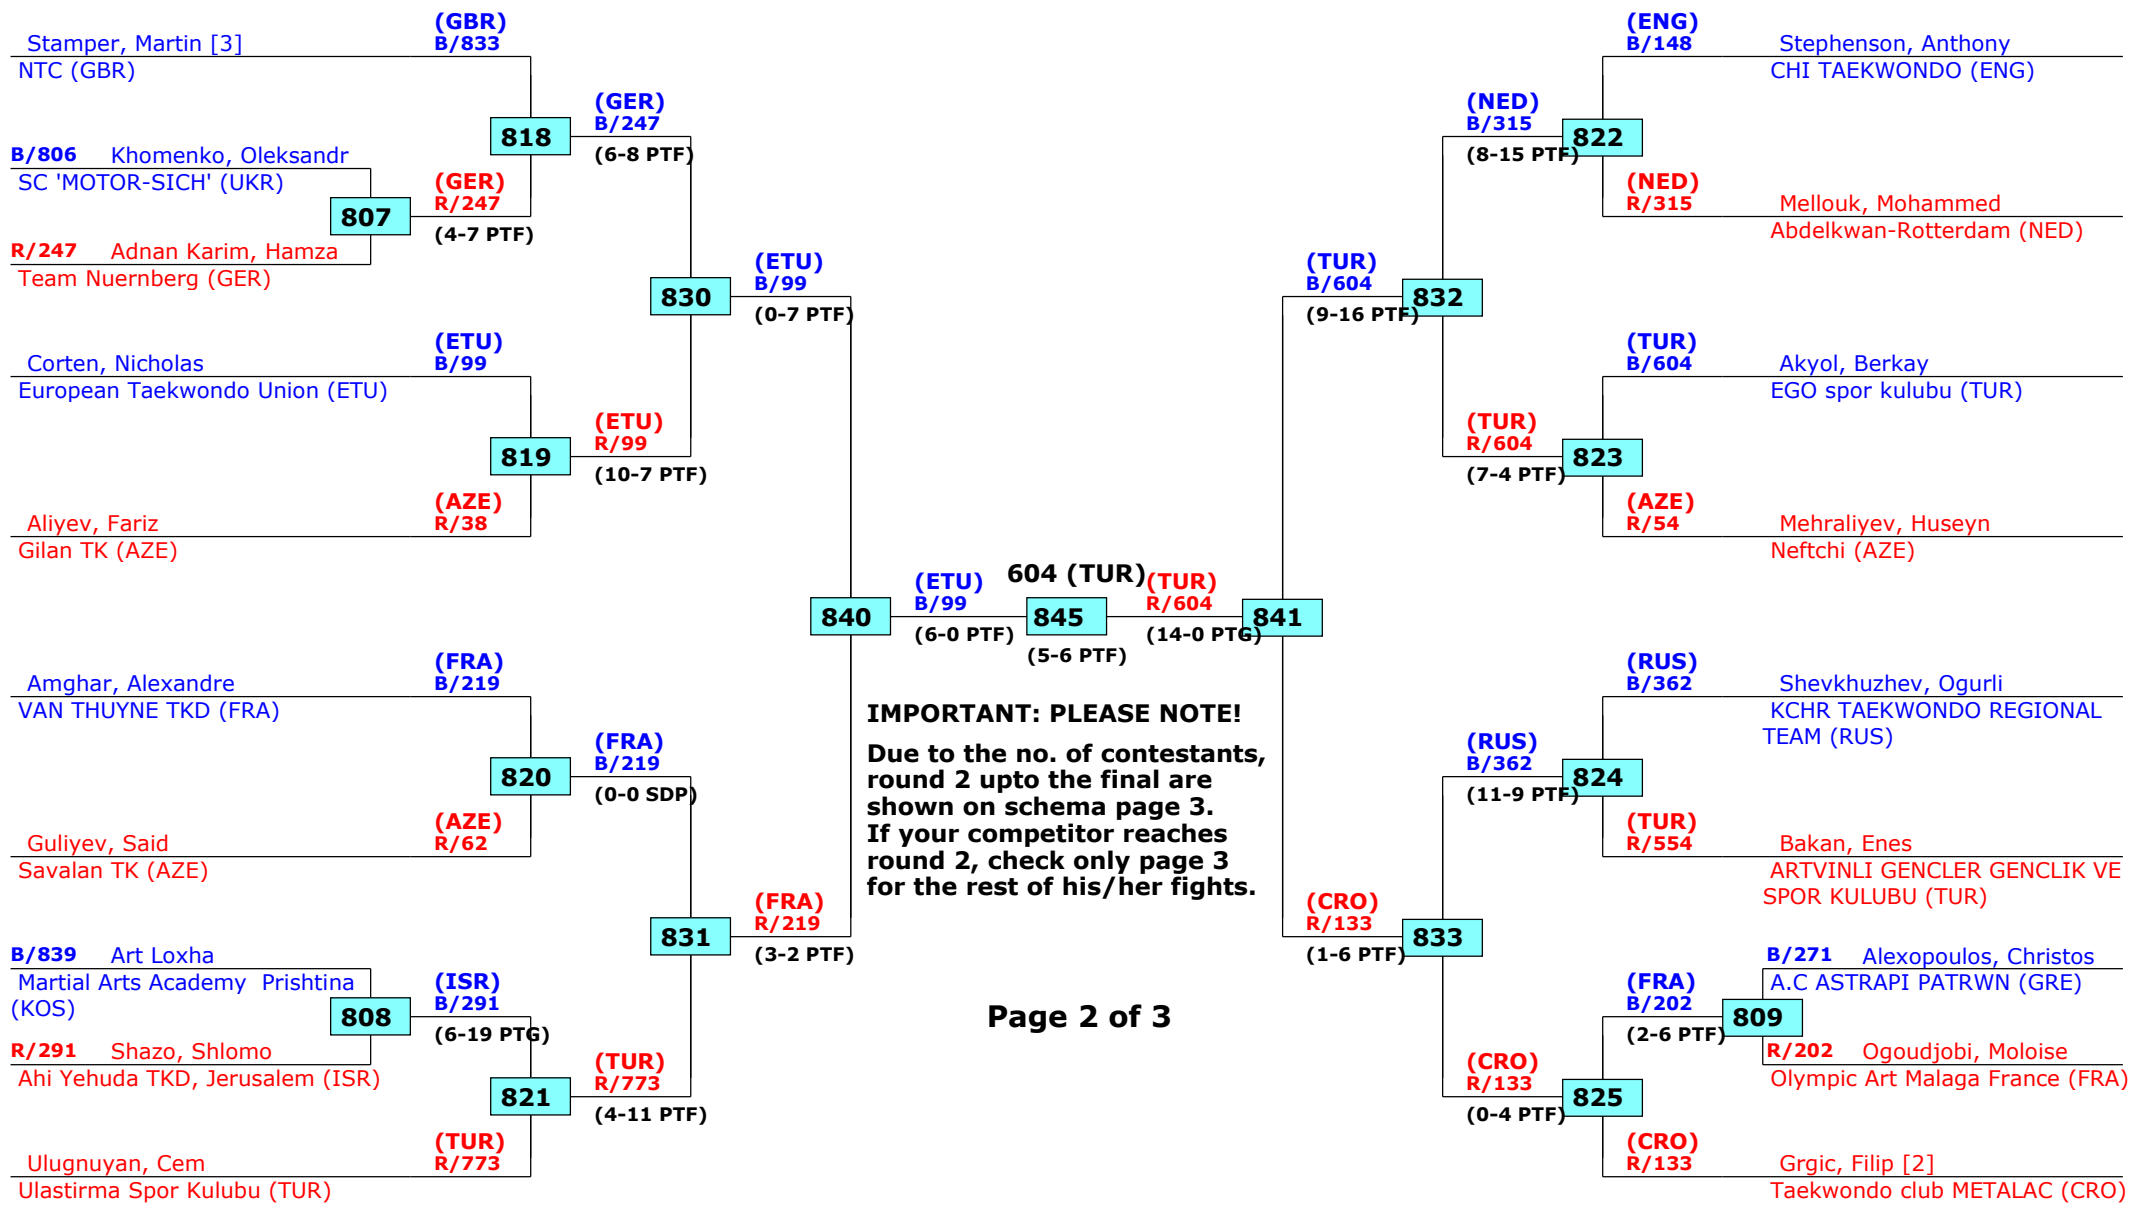 (GBR)
Stamper, Martin [3]
B/833
NTC (GBR)
(GER)
B/247
818
(6-8 PTF)
B/806 Khomenko, Oleksandr
SC 'MOTOR-SICH' (UKR)
(GER)
R/247
807
(4-7 PTF)
R/247 Adnan Karim, Hamza
Team Nuernberg (GER)
(ETU)
B/99
830
(0-7 PTF)
(ETU)
Corten, Nicholas
B/99
European Taekwondo Union (ETU)
(ETU)
R/99
819
(10-7 PTF)
(AZE)
Aliyev, Fariz
R/38
Gilan TK (AZE)
840
(ETU)
B/99
(6-0 PTF)
604 (TUR)
845
(5-6 PTF)
(TUR)
R/604
(14-0 PTG)
841
(FRA)
Amghar, Alexandre
B/219
VAN THUYNE TKD (FRA)
(FRA)
B/219
820
(0-0 SDP)
(AZE)
Guliyev, Said
R/62
Savalan TK (AZE)
(FRA)
R/219
831
(3-2 PTF)
B/839 Art Loxha
Martial Arts Academy Prishtina
(KOS)
(ISR)
B/291
808
(6-19 PTG)
R/291 Shazo, Shlomo
Ahi Yehuda TKD, Jerusalem (ISR)
(TUR)
R/773
821
(4-11 PTF)
(TUR)
Ulugnuyan, Cem
R/773
Ulastirma Spor Kulubu (TUR)
IMPORTANT: PLEASE NOTE!
Due to the no. of contestants,
round 2 upto the final are
shown on schema page 3.
If your competitor reaches
round 2, check only page 3
for the rest of his/her fights.
Page 2 of 3
(ENG)
B/148
Stephenson, Anthony
CHI TAEKWONDO (ENG)
(NED)
B/315
822
(8-15 PTF)
(NED)
R/315
Mellouk, Mohammed
Abdelkwan-Rotterdam (NED)
(TUR)
B/604
832
(9-16 PTF)
(TUR)
B/604
Akyol, Berkay
EGO spor kulubu (TUR)
(TUR)
R/604
823
(7-4 PTF)
(AZE)
R/54
Mehraliyev, Huseyn
Neftchi (AZE)
(RUS)
B/362
Shevkhuzhev, Ogurli
KCHR TAEKWONDO REGIONAL
TEAM (RUS)
(RUS)
B/362
824
(11-9 PTF)
(TUR)
R/554
Bakan, Enes
ARTVINLI GENCLER GENCLIK VE
SPOR KULUBU (TUR)
(CRO)
R/133
833
(1-6 PTF)
B/271 Alexopoulos, Christos
A.C ASTRAPI PATRWN (GRE)
(FRA)
B/202
809
(2-6 PTF)
R/202 Ogoudjobi, Moloise
Olympic Art Malaga France (FRA)
(CRO)
R/133
825
(0-4 PTF)
(CRO)
R/133
Grgic, Filip [2]
Taekwondo club METALAC (CRO)